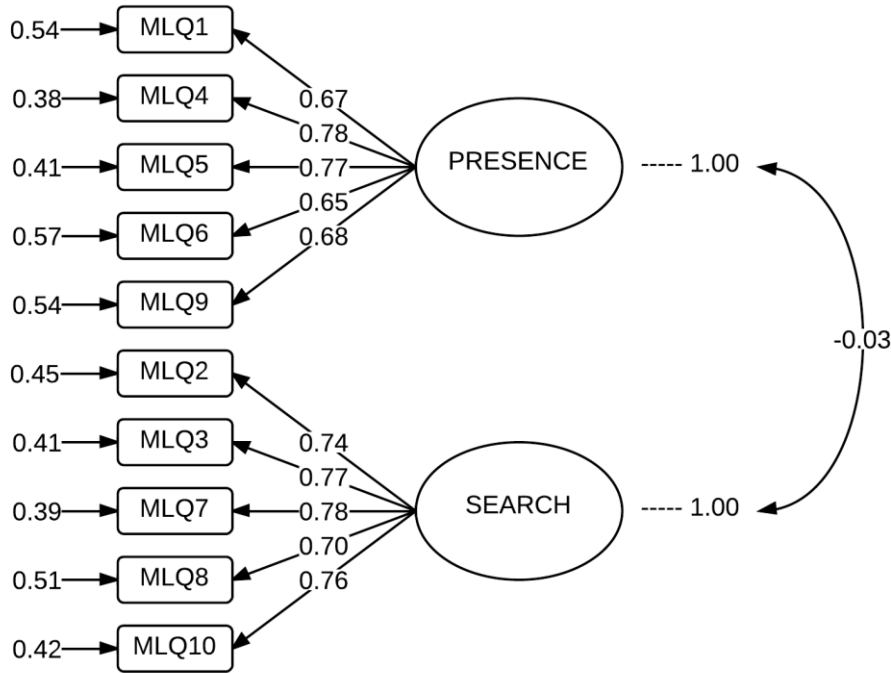 0.54 MLQ1
0.67
0.38 MLQ4
0.78
0.41 MLQ5 0.77 PRESENCE ----- 1.00
0.65
0.57 MLQ6
0.68
0.54 MLQ9
-0.03
0.45 MLQ2
0.74
0.41 MLQ3
0.77
0.39 MLQ7 0.78 SEARCH ----- 1.00
0.70
0.51 MLQ8
0.76
0.42 MLQ10